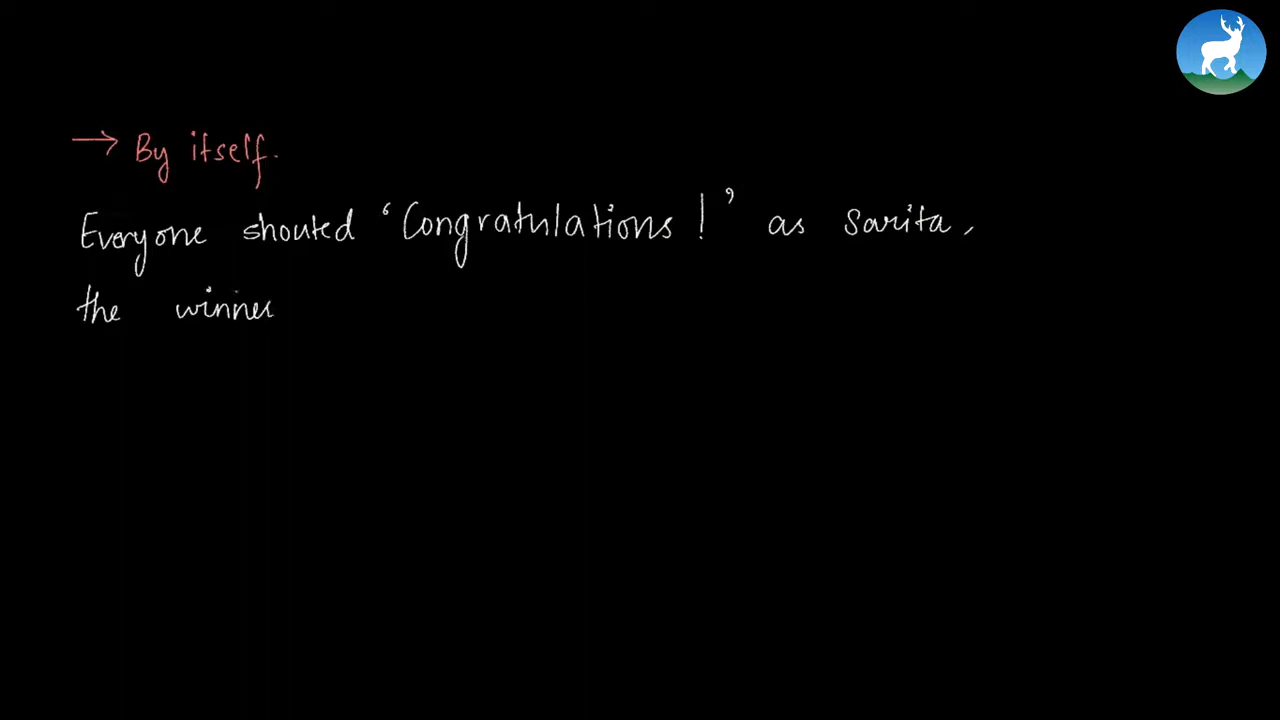 → By itself.
Everyone shouted ‘Congratulations!’ as Sarita,
the winner